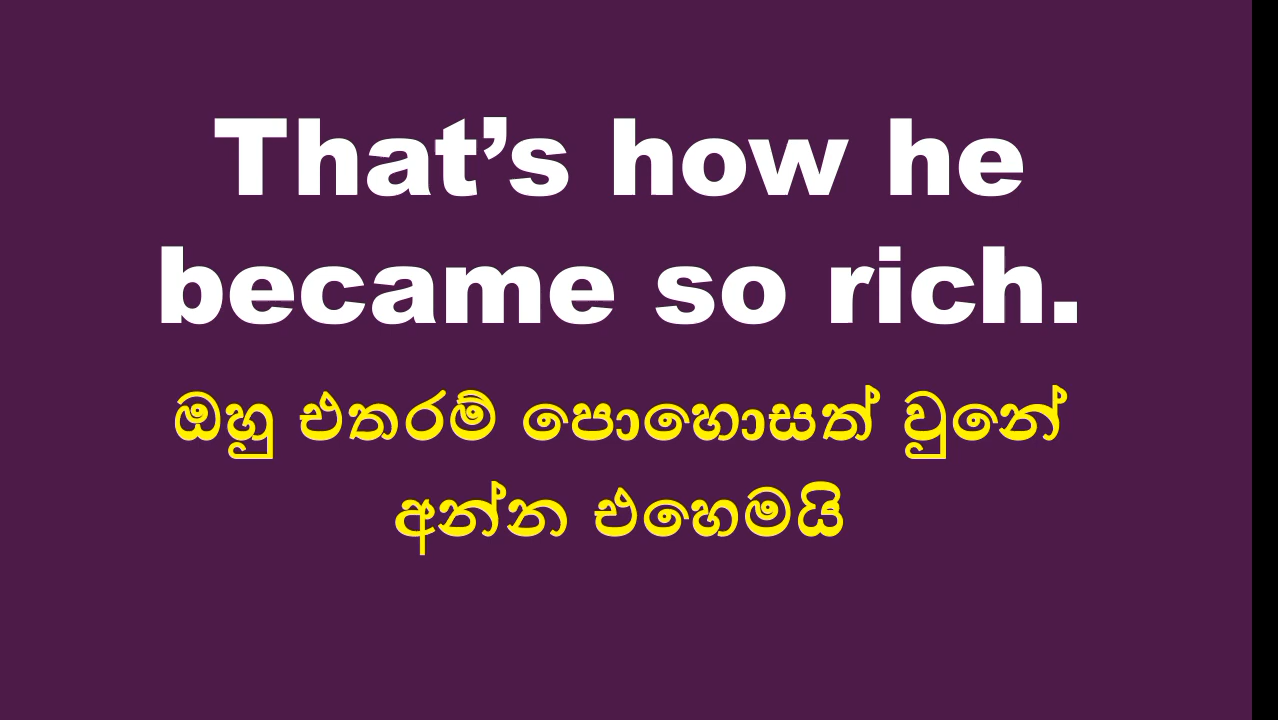 That’s how he
became so rich.
ඔහු එතරම් පොහොසත් වුනේ
අන්න එහෙමයි